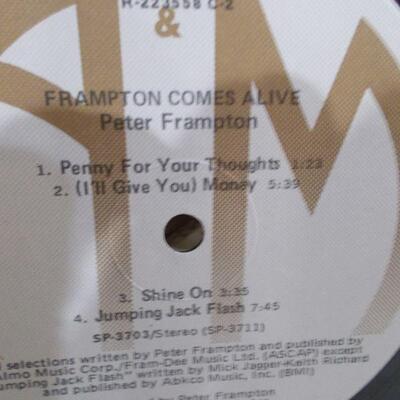 R-223558 C-2
&
FRAMPTON COMES ALIVE
Peter Frampton
1. Penny For Your Thoughts 1:23
2. (I'll Give You) Money 5:39
3. Shine On 3:35
4. Jumping Jack Flash 7:45
SP-3703/Stereo (SP-3711)
selections written by Peter Frampton and published by
Almo Music Corp./Fram-Dee Music Ltd. (ASCAP) except
"Jumping Jack Flash" written by Mick Jagger-Keith Richard
and published by Abkco Music, Inc. (BMI)
by Peter Frampton